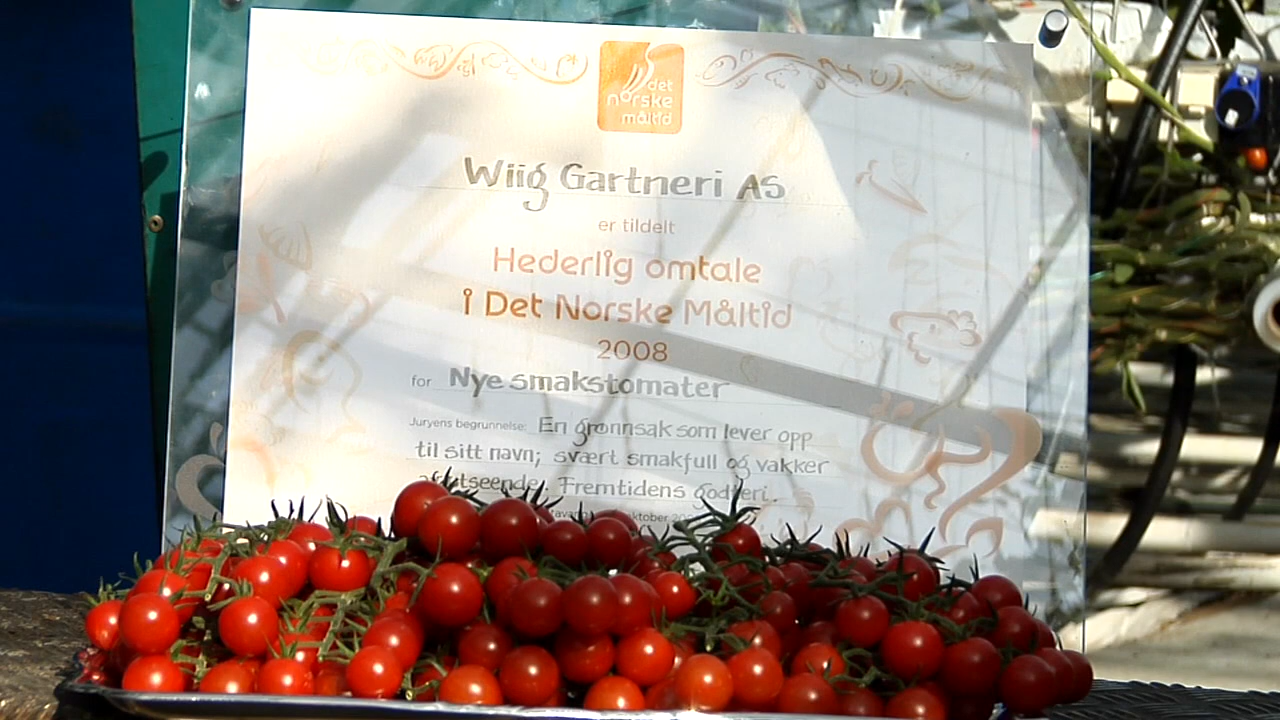 det
norske
måltid
Wiig Gartneri AS
er tildelt
Hederlig omtale
i Det Norske Måltid
2008
for Nye smakstomater
Juryens begrunnelse: En grønnsak som lever opp
til sitt navn; svært smakfull og vakker
Fremtidens godteri.
oktober